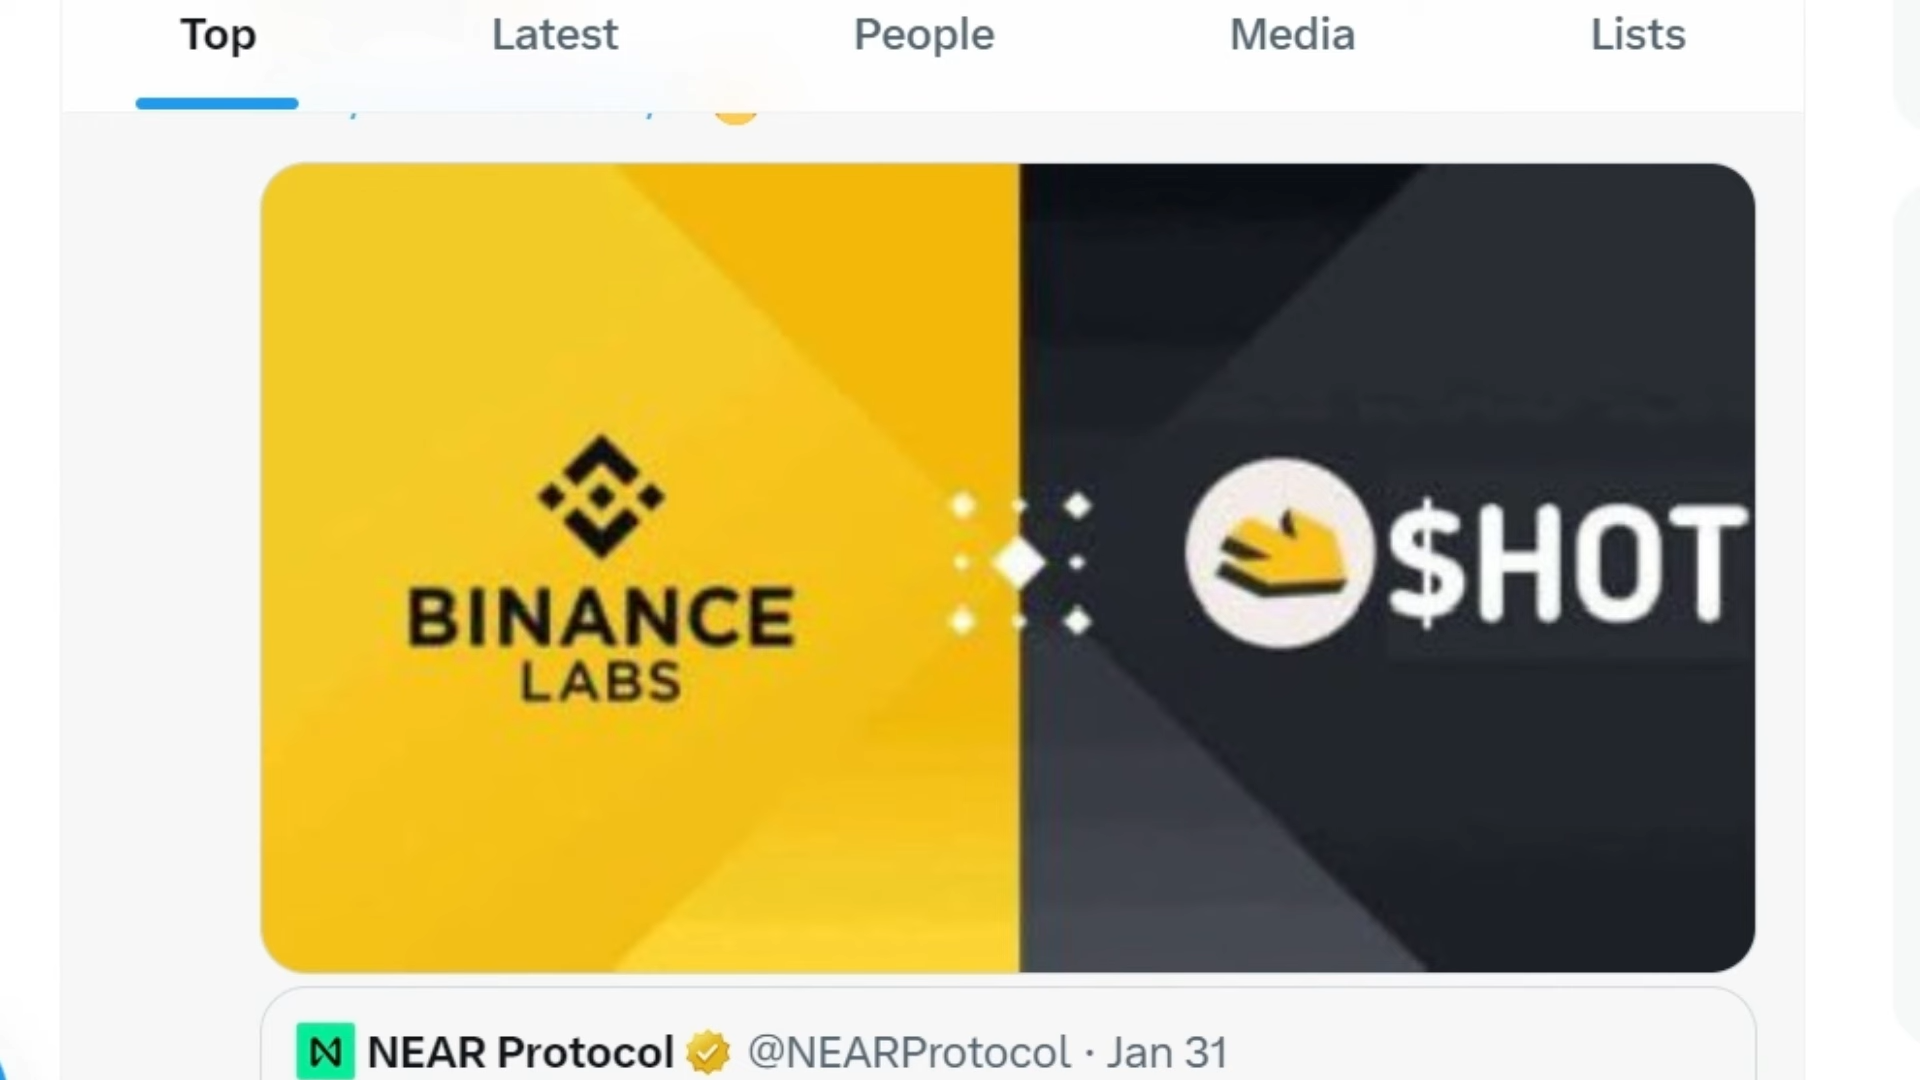 Top Latest People Media Lists
BINANCE
LABS
$HOT
NEAR Protocol @NEARProtocol · Jan 31